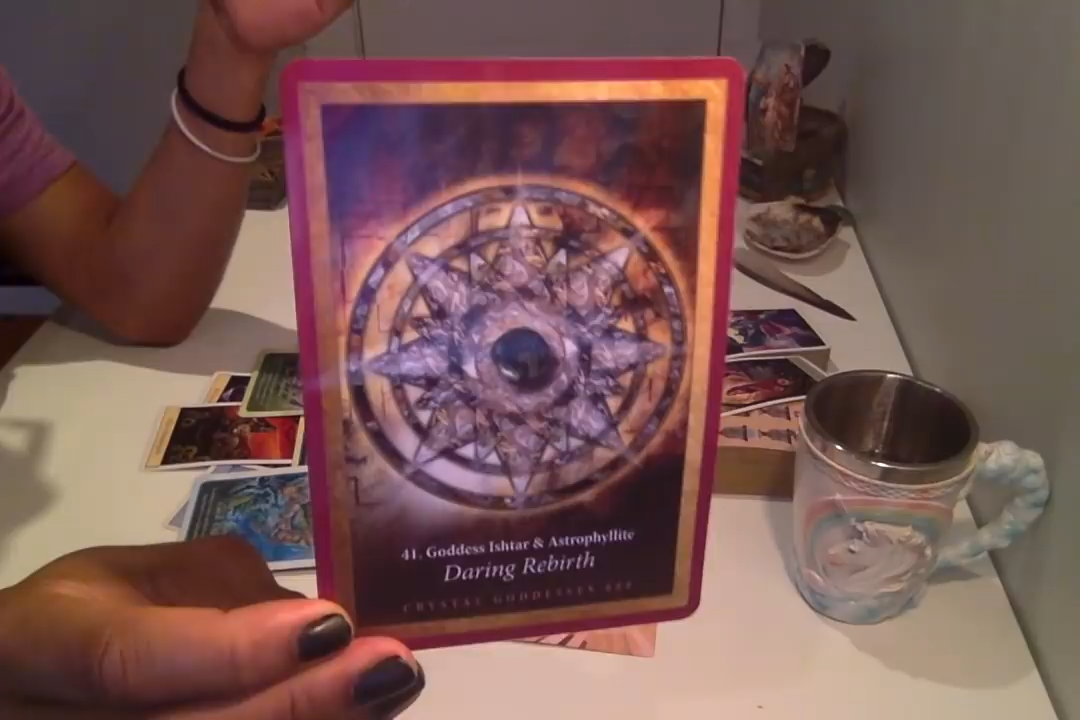 41. Goddess Ishtar & Astrophyllite
Daring Rebirth
CRYSTAL GODDESSES 888